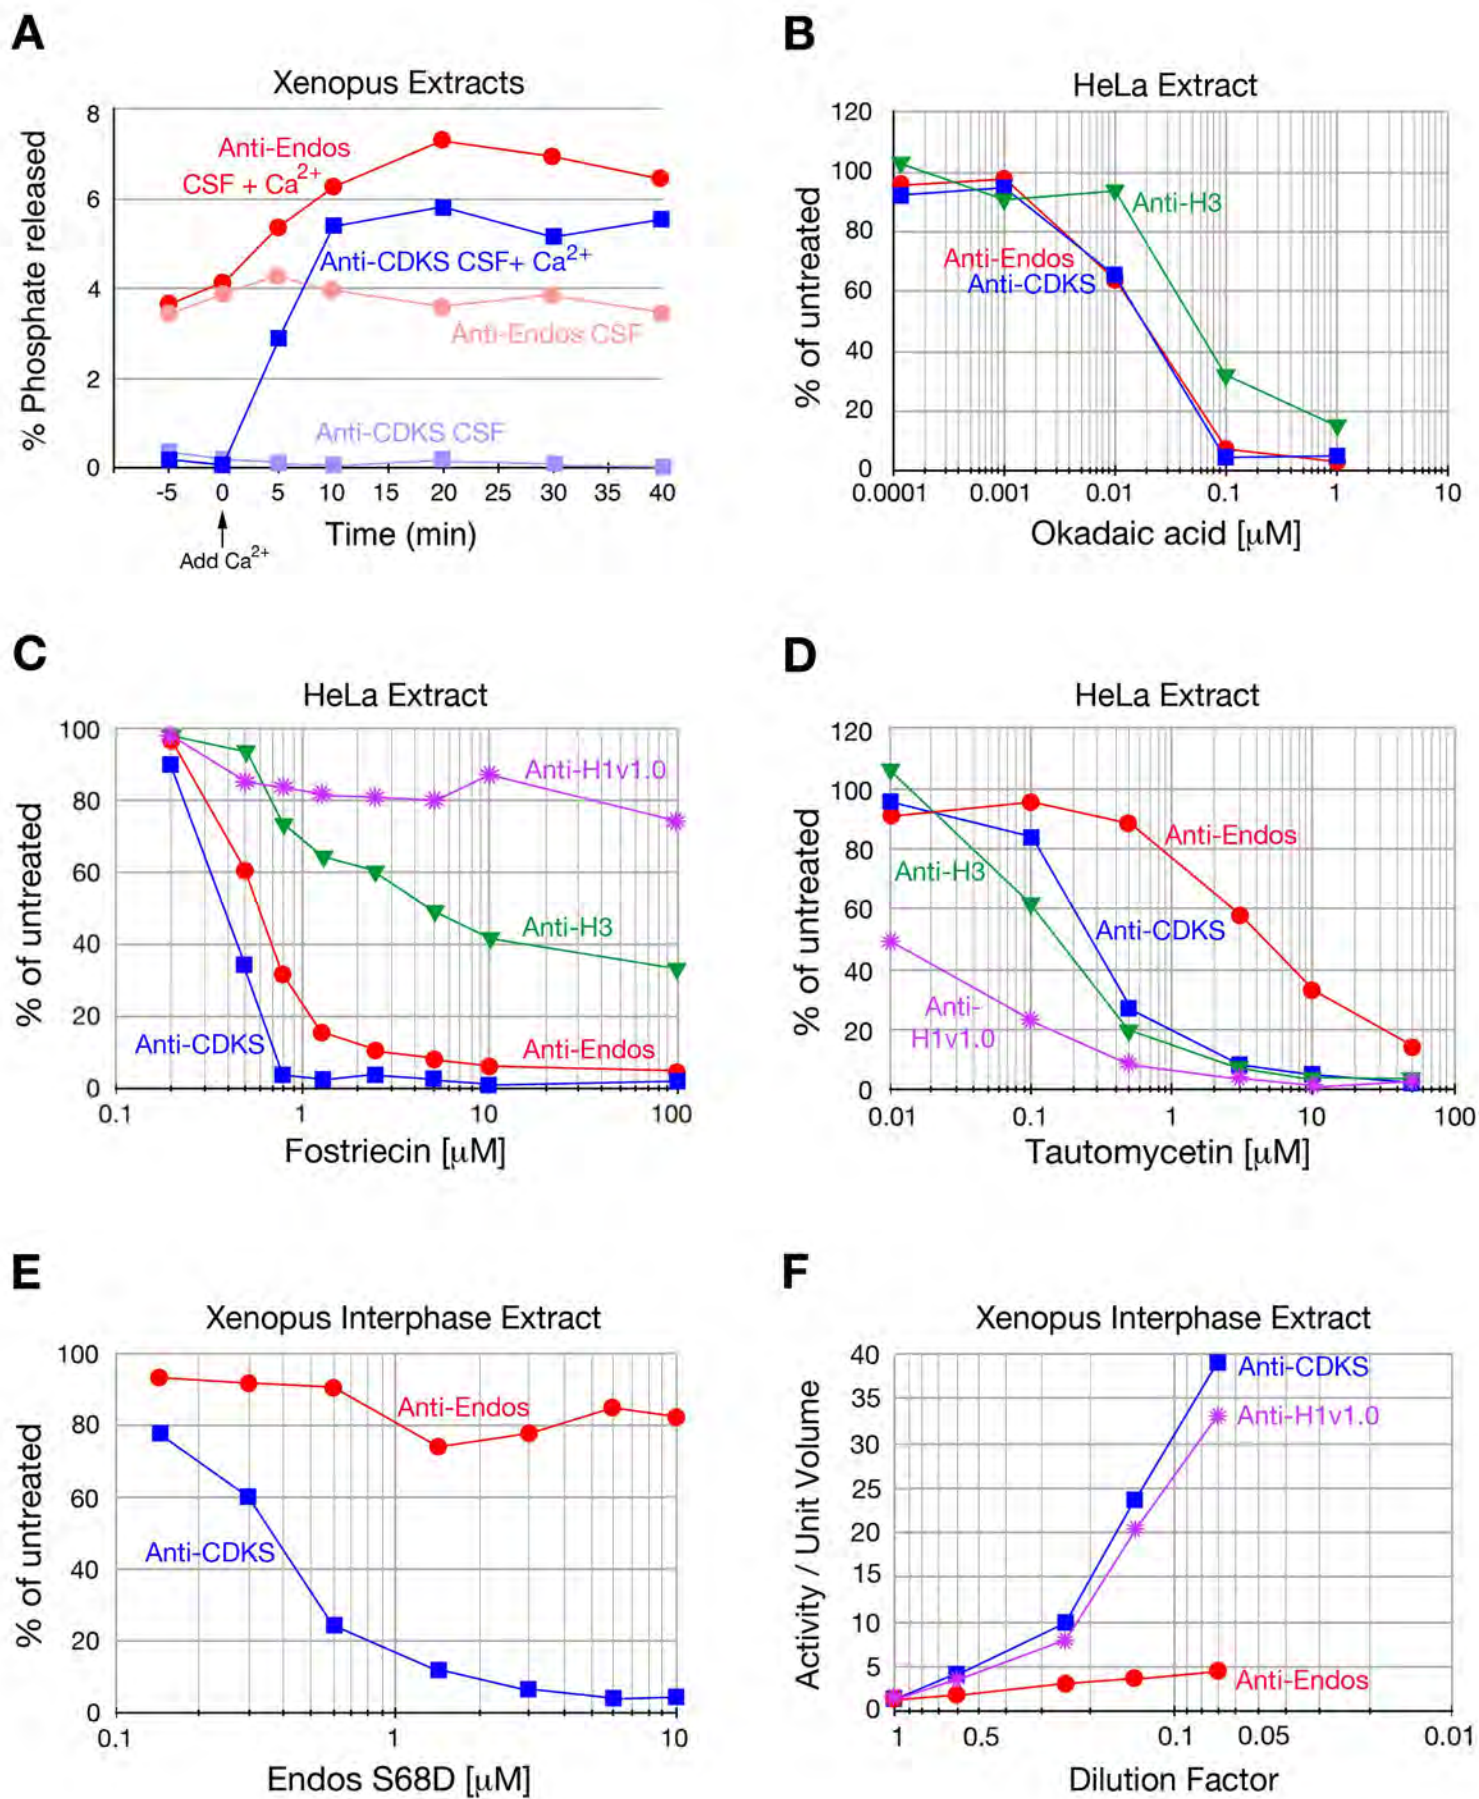 A
Xenopus Extracts
% Phosphate released
8
6
4
2
0
Anti-Endos
CSF + Ca2+
Anti-CDKS CSF+ Ca2+
Anti-Endos CSF
Anti-CDKS CSF
-5 0 5 10 15 20 25 30 35 40
Time (min)
Add Ca2+
B
HeLa Extract
% of untreated
120
100
80
60
40
20
0
Anti-H3
Anti-Endos
Anti-CDKS
0.0001 0.001 0.01 0.1 1 10
Okadaic acid [µM]
C
HeLa Extract
% of untreated
100
80
60
40
20
0
Anti-H1v1.0
Anti-H3
Anti-CDKS
Anti-Endos
0.1 1 10 100
Fostriecin [µM]
D
HeLa Extract
% of untreated
120
100
80
60
40
20
0
Anti-Endos
Anti-H3
Anti-CDKS
Anti-
H1v1.0
0.01 0.1 1 10 100
Tautomycetin [µM]
E
Xenopus Interphase Extract
% of untreated
100
80
60
40
20
0
Anti-Endos
Anti-CDKS
0.1 1 10
Endos S68D [µM]
F
Xenopus Interphase Extract
Activity / Unit Volume
40
35
30
25
20
15
10
5
0
Anti-CDKS
Anti-H1v1.0
Anti-Endos
1 0.5 0.1 0.05 0.01
Dilution Factor